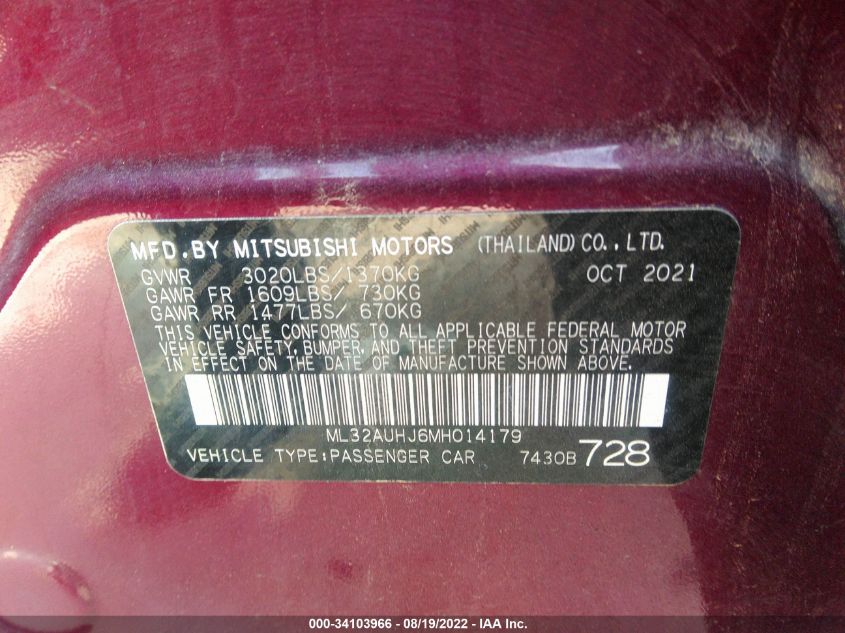 MFD.BY MITSUBISHI MOTORS (THAILAND) CO., LTD.
GVWR 3020LBS/1370KG OCT 2021
GAWR FR 1609LBS/ 730KG
GAWR RR 1477LBS/ 670KG
THIS VEHICLE CONFORMS TO ALL APPLICABLE FEDERAL MOTOR
VEHICLE SAFETY, BUMPER, AND THEFT PREVENTION STANDARDS
IN EFFECT ON THE DATE OF MANUFACTURE SHOWN ABOVE.
ML32AUHJ6MH014179
VEHICLE TYPE:PASSENGER CAR 7430B 728
000-34103966 - 08/19/2022 - IAA Inc.